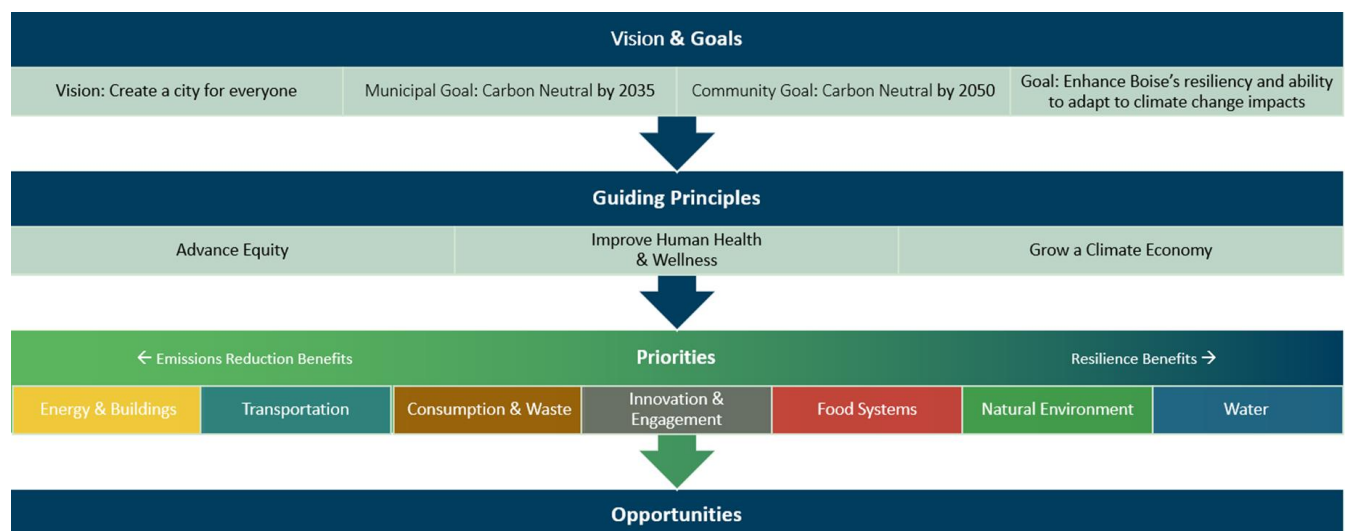 Vision & Goals
Vision: Create a city for everyone
Municipal Goal: Carbon Neutral by 2035
Community Goal: Carbon Neutral by 2050
Goal: Enhance Boise's resiliency and ability
to adapt to climate change impacts
Guiding Principles
Advance Equity
Improve Human Health
& Wellness
Grow a Climate Economy
← Emissions Reduction Benefits
Priorities
Resilience Benefits →
Energy & Buildings
Transportation
Consumption & Waste
Innovation &
Engagement
Food Systems
Natural Environment
Water
Opportunities